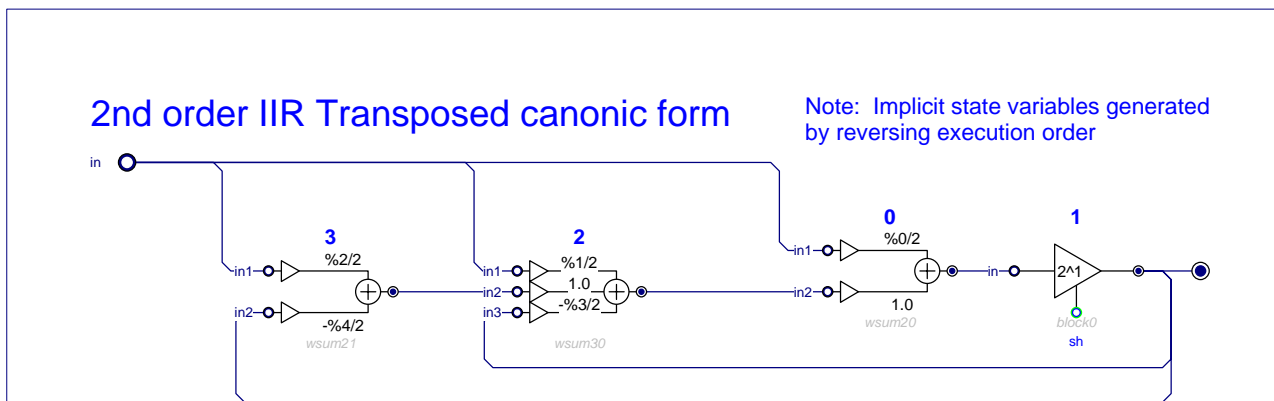 2nd order IIR Transposed canonic form
Note:  Implicit state variables generated
by reversing execution order
in
3
2
0
1
in1
%2/2
in2
-%4/2
wsum21
in1
%1/2
in2
1.0
in3
-%3/2
wsum30
in1
%0/2
in2
1.0
wsum20
in
2^1
block0
sh